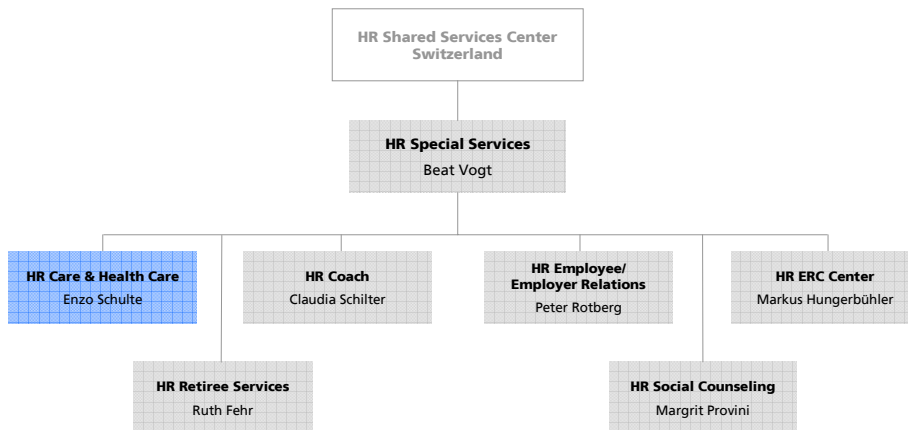 HR Shared Services Center
Switzerland
HR Special Services
Beat Vogt
HR Care & Health Care
Enzo Schulte
HR Coach
Claudia Schilter
HR Employee/
Employer Relations
Peter Rotberg
HR ERC Center
Markus Hungerbühler
HR Retiree Services
Ruth Fehr
HR Social Counseling
Margrit Provini